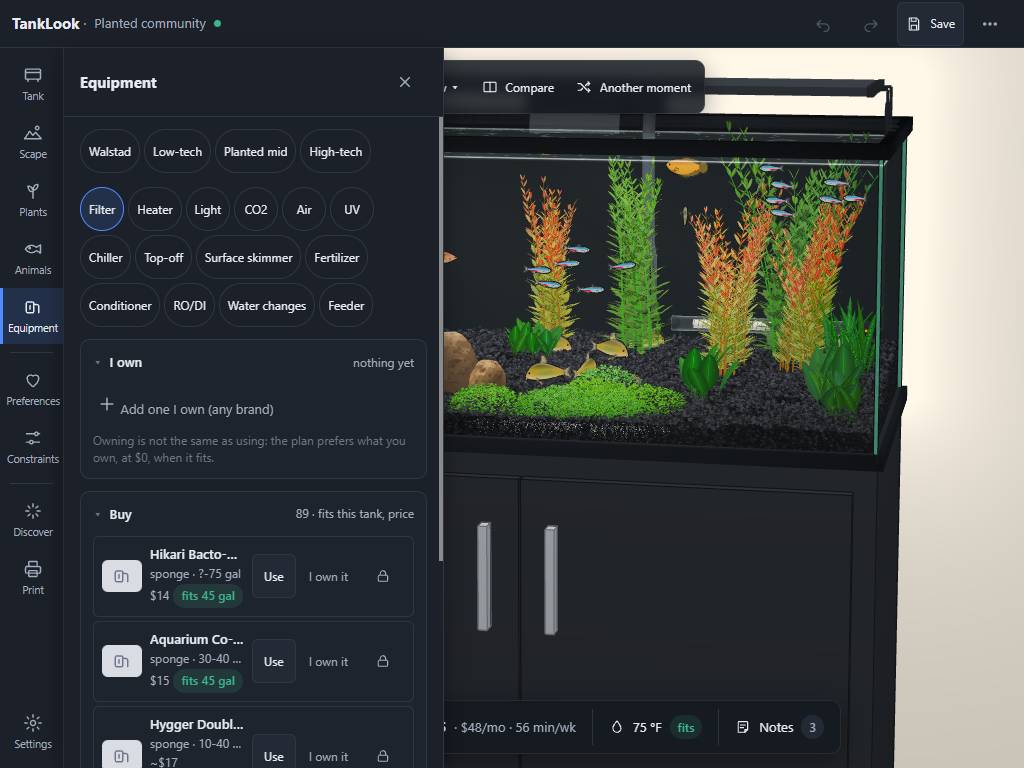 TankLook · Planted community
Save
Tank
Scape
Plants
Animals
Equipment
Preferences
Constraints
Discover
Print
Settings
Equipment
Walstad Low-tech Planted mid High-tech
Filter Heater Light CO2 Air UV
Chiller Top-off Surface skimmer Fertilizer
Conditioner RO/DI Water changes Feeder
I own nothing yet
Add one I own (any brand)
Owning is not the same as using: the plan prefers what you
own, at $0, when it fits.
Buy 89 · fits this tank, price
Hikari Bacto-...
sponge · ?-75 gal
$14 fits 45 gal
Use I own it
Aquarium Co-...
sponge · 30-40 ...
$15 fits 45 gal
Use I own it
Hygger Doubl...
sponge · 10-40 ...
~$17
Use I own it
Compare Another moment
· $48/mo · 56 min/wk
75 °F fits
Notes 3